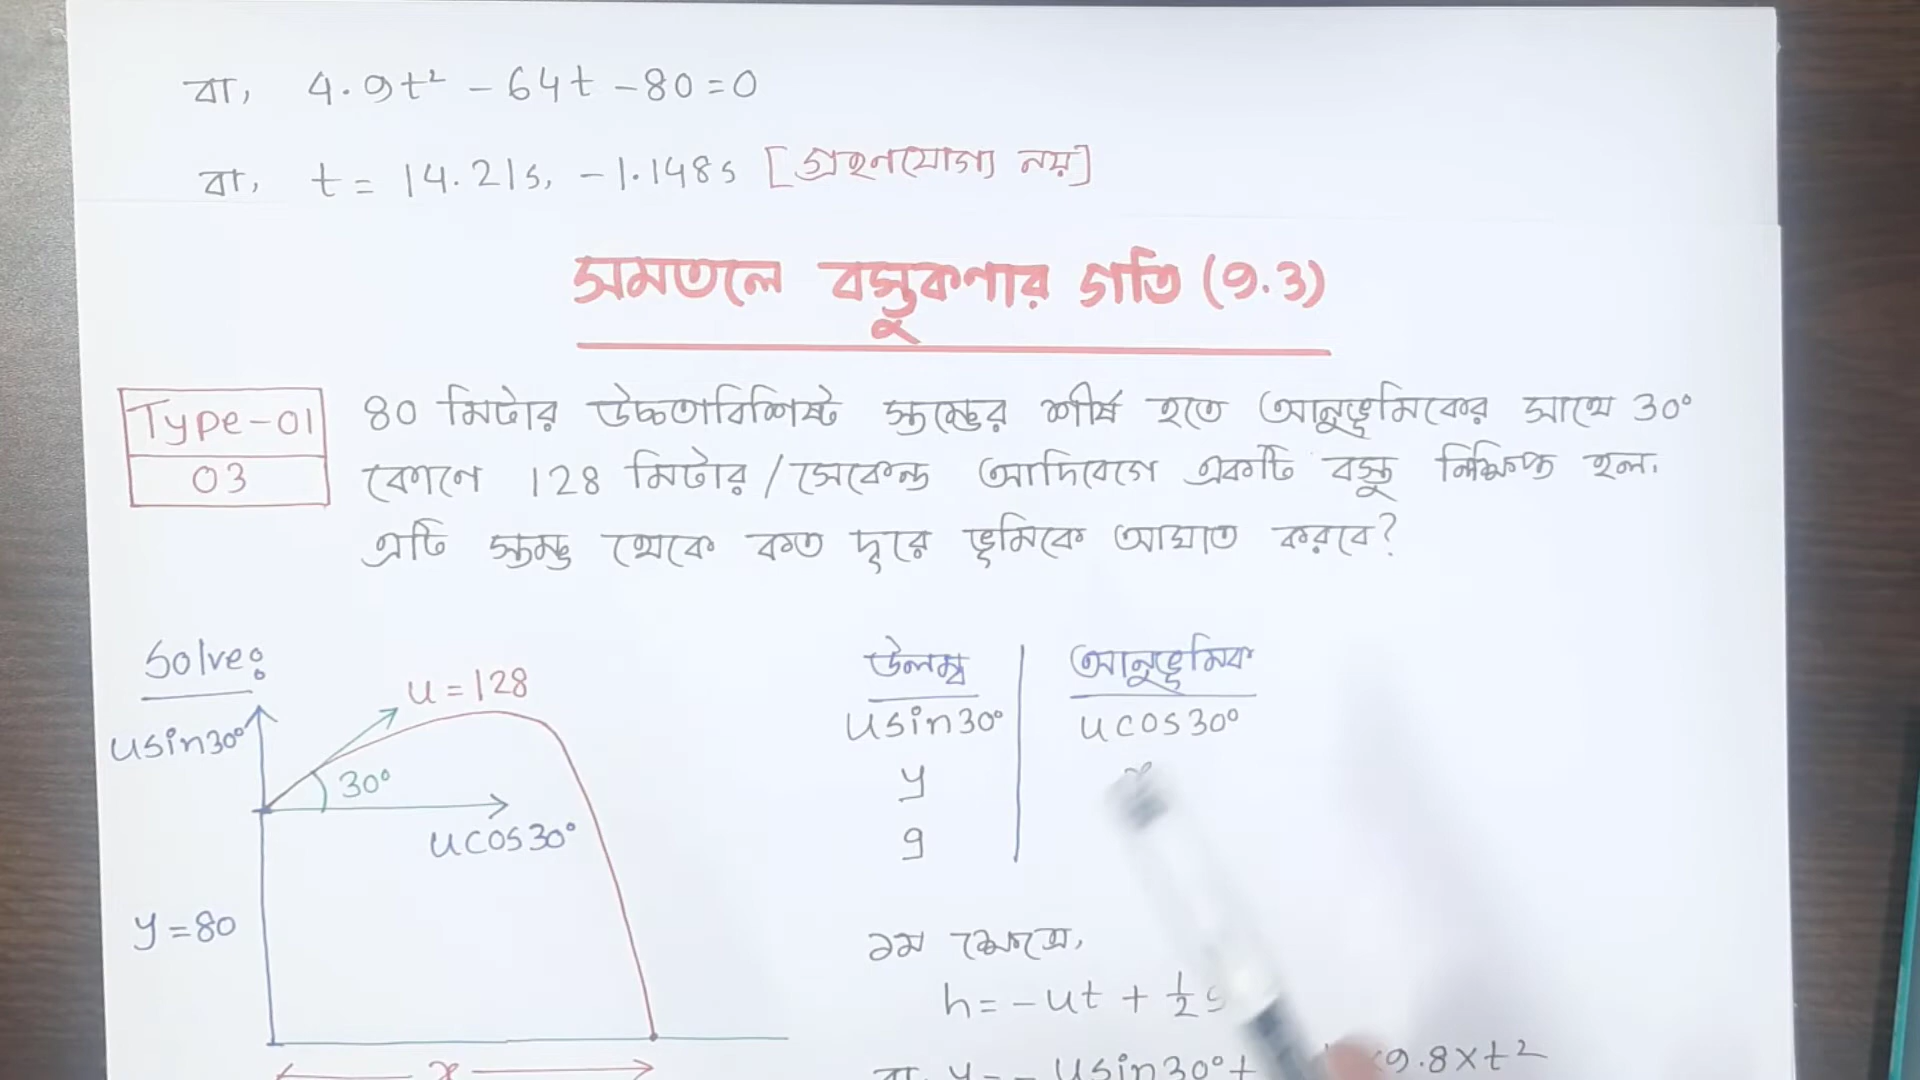 বা, 4.9t² - 64t - 80 = 0
বা, t = 14.21s, -1.148s [গ্রহণযোগ্য নয়]
সমতলে বস্তুকণার গতি (9.3)
Type-01
03
80 মিটার উচ্চতাবিশিষ্ট স্তম্ভের শীর্ষ হতে আনুভূমিকের সাথে 30°
কোণে 128 মিটার/সেকেন্ড আদিবেগে একটি বস্তু নিক্ষিপ্ত হল.
এটি স্তম্ভ থেকে কত দূরে ভূমিকে আঘাত করবে?
Solve:
u = 128
usin30°
30°
ucos30°
y = 80
x
উলম্ব
আনুভূমিক
usin30°
ucos30°
y
g
১ম ক্ষেত্রে,
h = -ut + ½
বা, y = - usin30° + ×9.8×t²